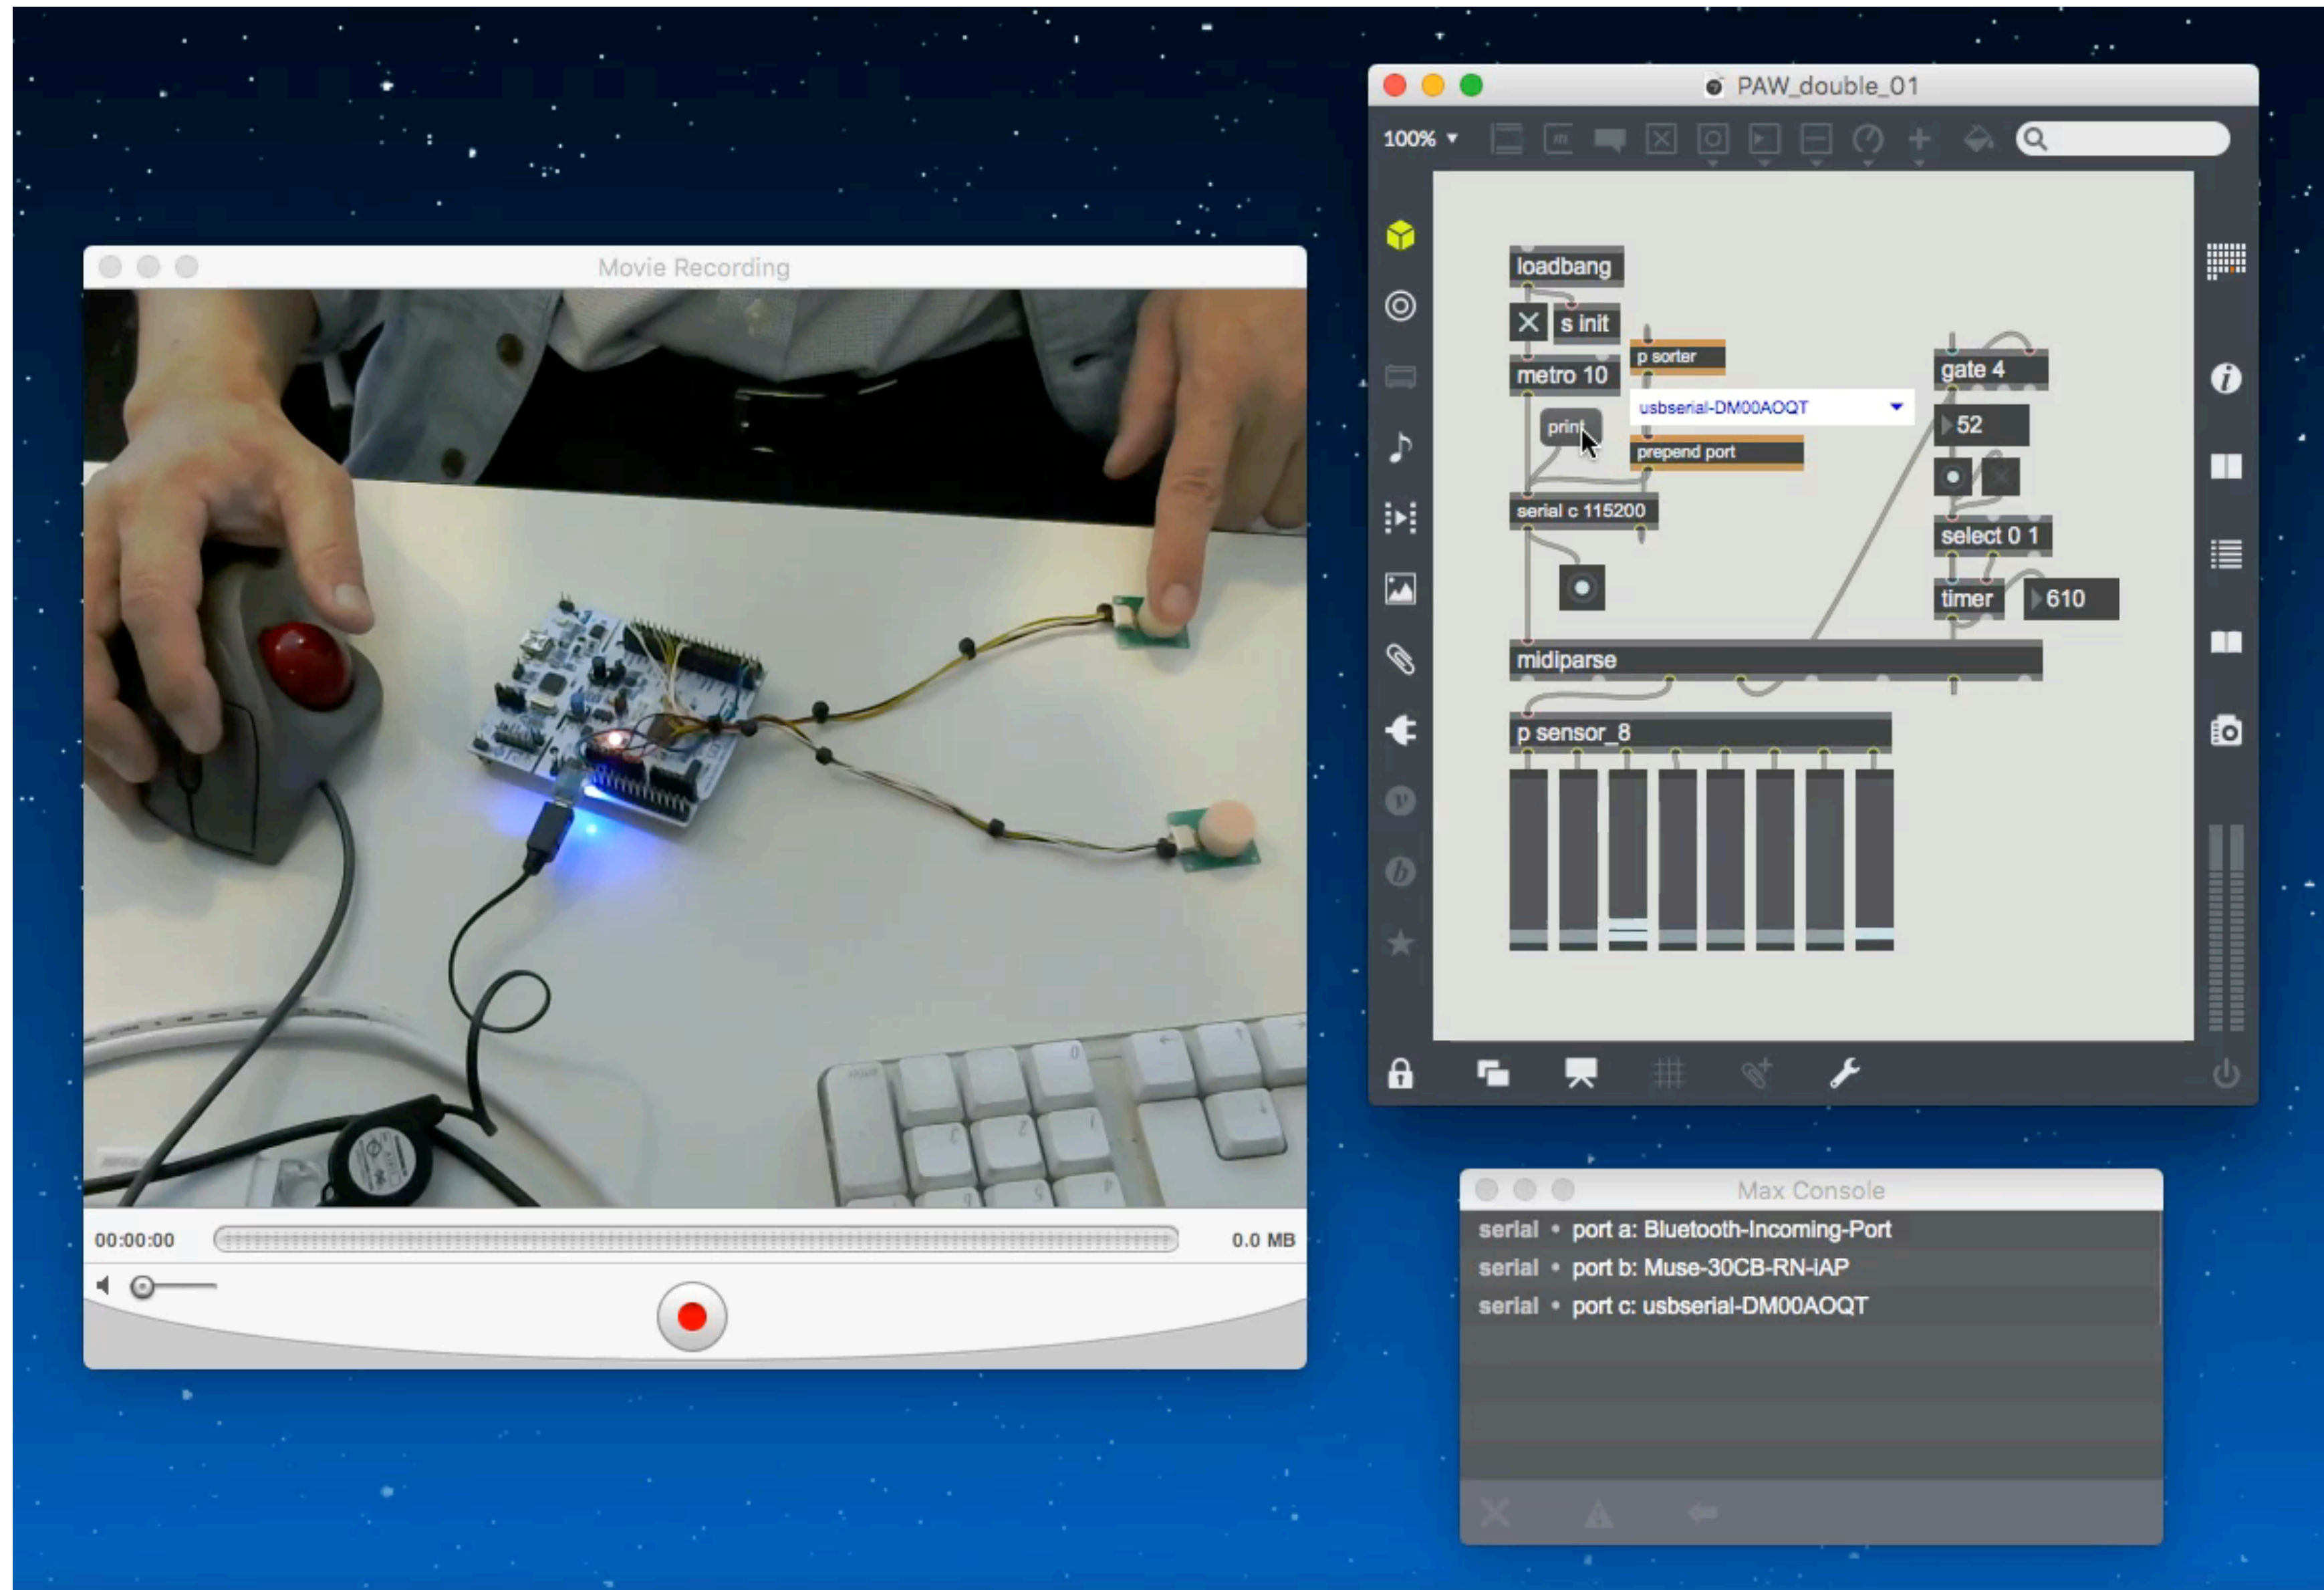 Movie Recording
00:00:00
0.0 MB
PAW_double_01
100%
loadbang
s init
p sorter
metro 10
gate 4
usbserial-DM00AOQT
print
52
prepend port
serial c 115200
select 0 1
timer
610
midiparse
p sensor_8
Max Console
serial • port a: Bluetooth-Incoming-Port
serial • port b: Muse-30CB-RN-iAP
serial • port c: usbserial-DM00AOQT